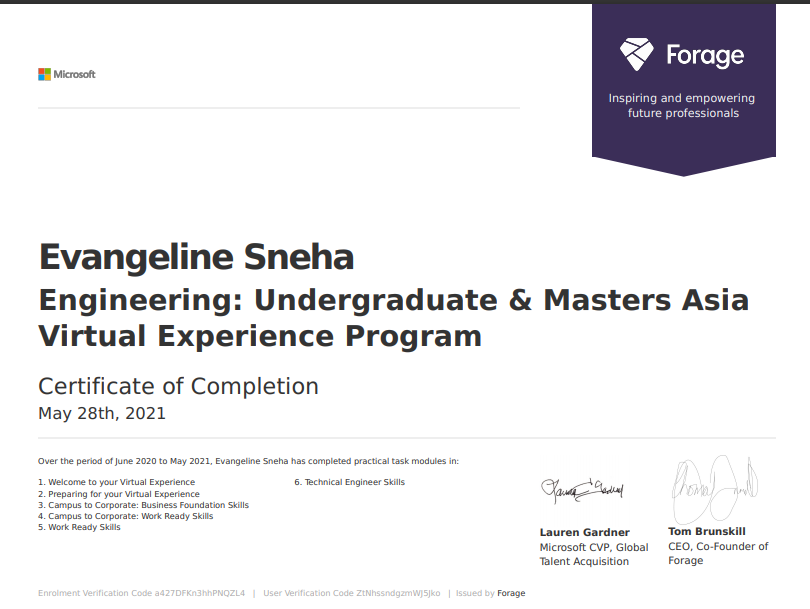 Microsoft
Forage
Inspiring and empowering
future professionals
Evangeline Sneha
Engineering: Undergraduate & Masters Asia
Virtual Experience Program
Certificate of Completion
May 28th, 2021
Over the period of June 2020 to May 2021, Evangeline Sneha has completed practical task modules in:
1. Welcome to your Virtual Experience
2. Preparing for your Virtual Experience
3. Campus to Corporate: Business Foundation Skills
4. Campus to Corporate: Work Ready Skills
5. Work Ready Skills
6. Technical Engineer Skills
Lauren Gardner
Microsoft CVP, Global
Talent Acquisition
Tom Brunskill
CEO, Co-Founder of
Forage
Enrolment Verification Code a427DFKn3hhPNQZL4 | User Verification Code ZtNhssndgzmWJ5Jko | Issued by Forage